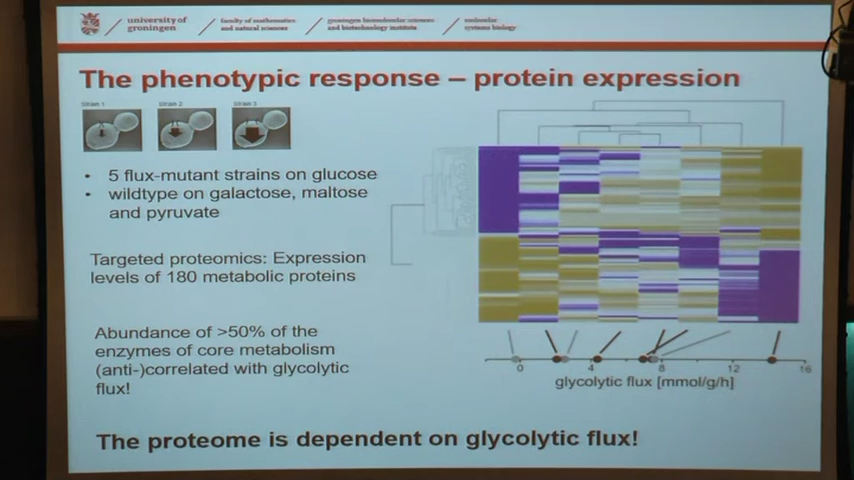 university of
groningen
faculty of mathematics
and natural sciences
groningen biomolecular sciences
and biotechnology institute
molecular
systems biology
The phenotypic response – protein expression
Strain 1
Strain 2
Strain 3
• 5 flux-mutant strains on glucose
• wildtype on galactose, maltose
and pyruvate
Targeted proteomics: Expression
levels of 180 metabolic proteins
Abundance of >50% of the
enzymes of core metabolism
(anti-)correlated with glycolytic
flux!
0 4 8 12 16
glycolytic flux [mmol/g/h]
The proteome is dependent on glycolytic flux!